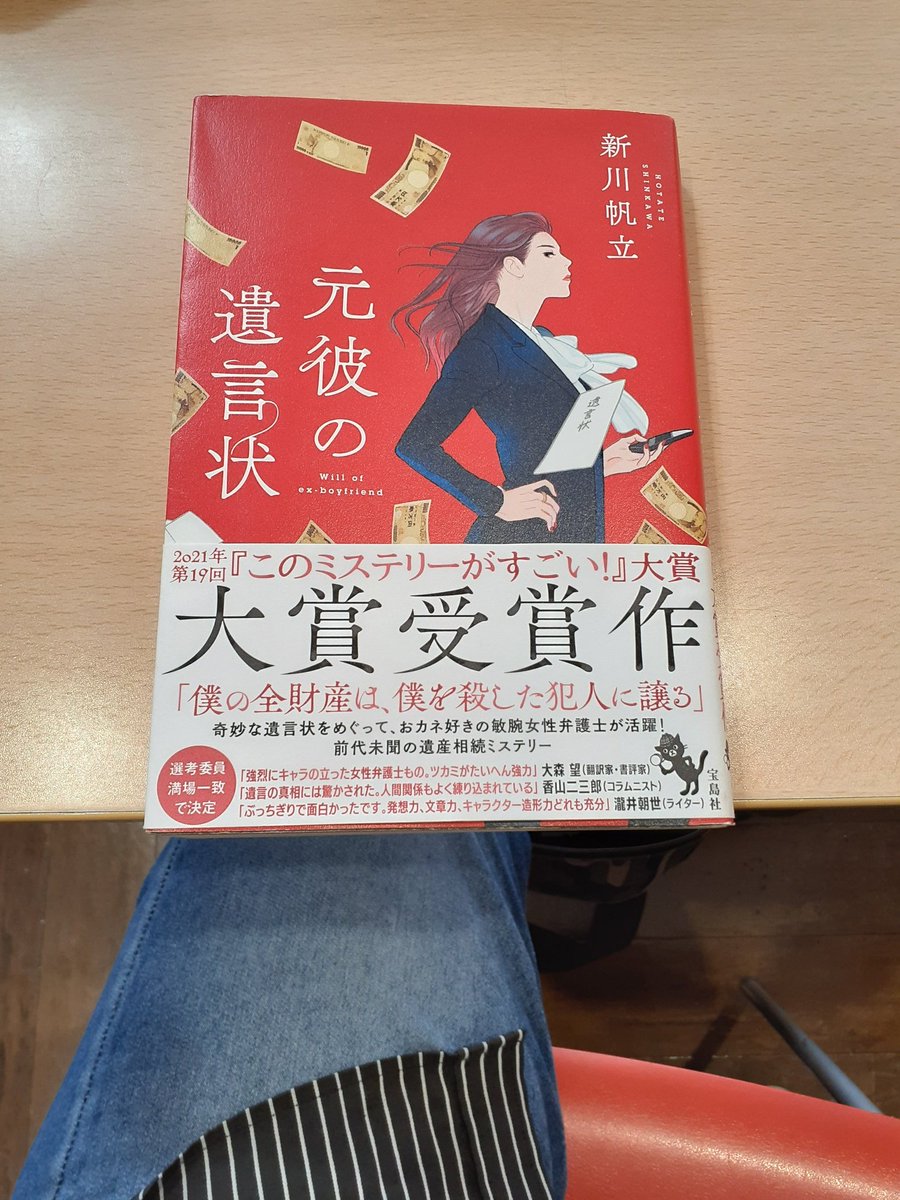 新川帆立
HOTATE
SHINKAWA
元彼の
遺言状
Will of
ex-boyfriend
遺言状
2021年
第19回
『このミステリーがすごい!』大賞
大賞受賞作
「僕の全財産は、僕を殺した犯人に譲る」
奇妙な遺言状をめぐって、おカネ好きの敏腕女性弁護士が活躍!
前代未聞の遺産相続ミステリー
選考委員
満場一致
で決定
「強烈にキャラの立った女性弁護士もの。ツカミがたいへん強力」大森 望(翻訳家・書評家)
「遺言の真相には驚かされた。人間関係もよく練り込まれている」香山二三郎(コラムニスト)
「ぶっちぎりで面白かったです。発想力、文章力、キャラクター造形力どれも充分」瀧井朝世(ライター)
宝島社